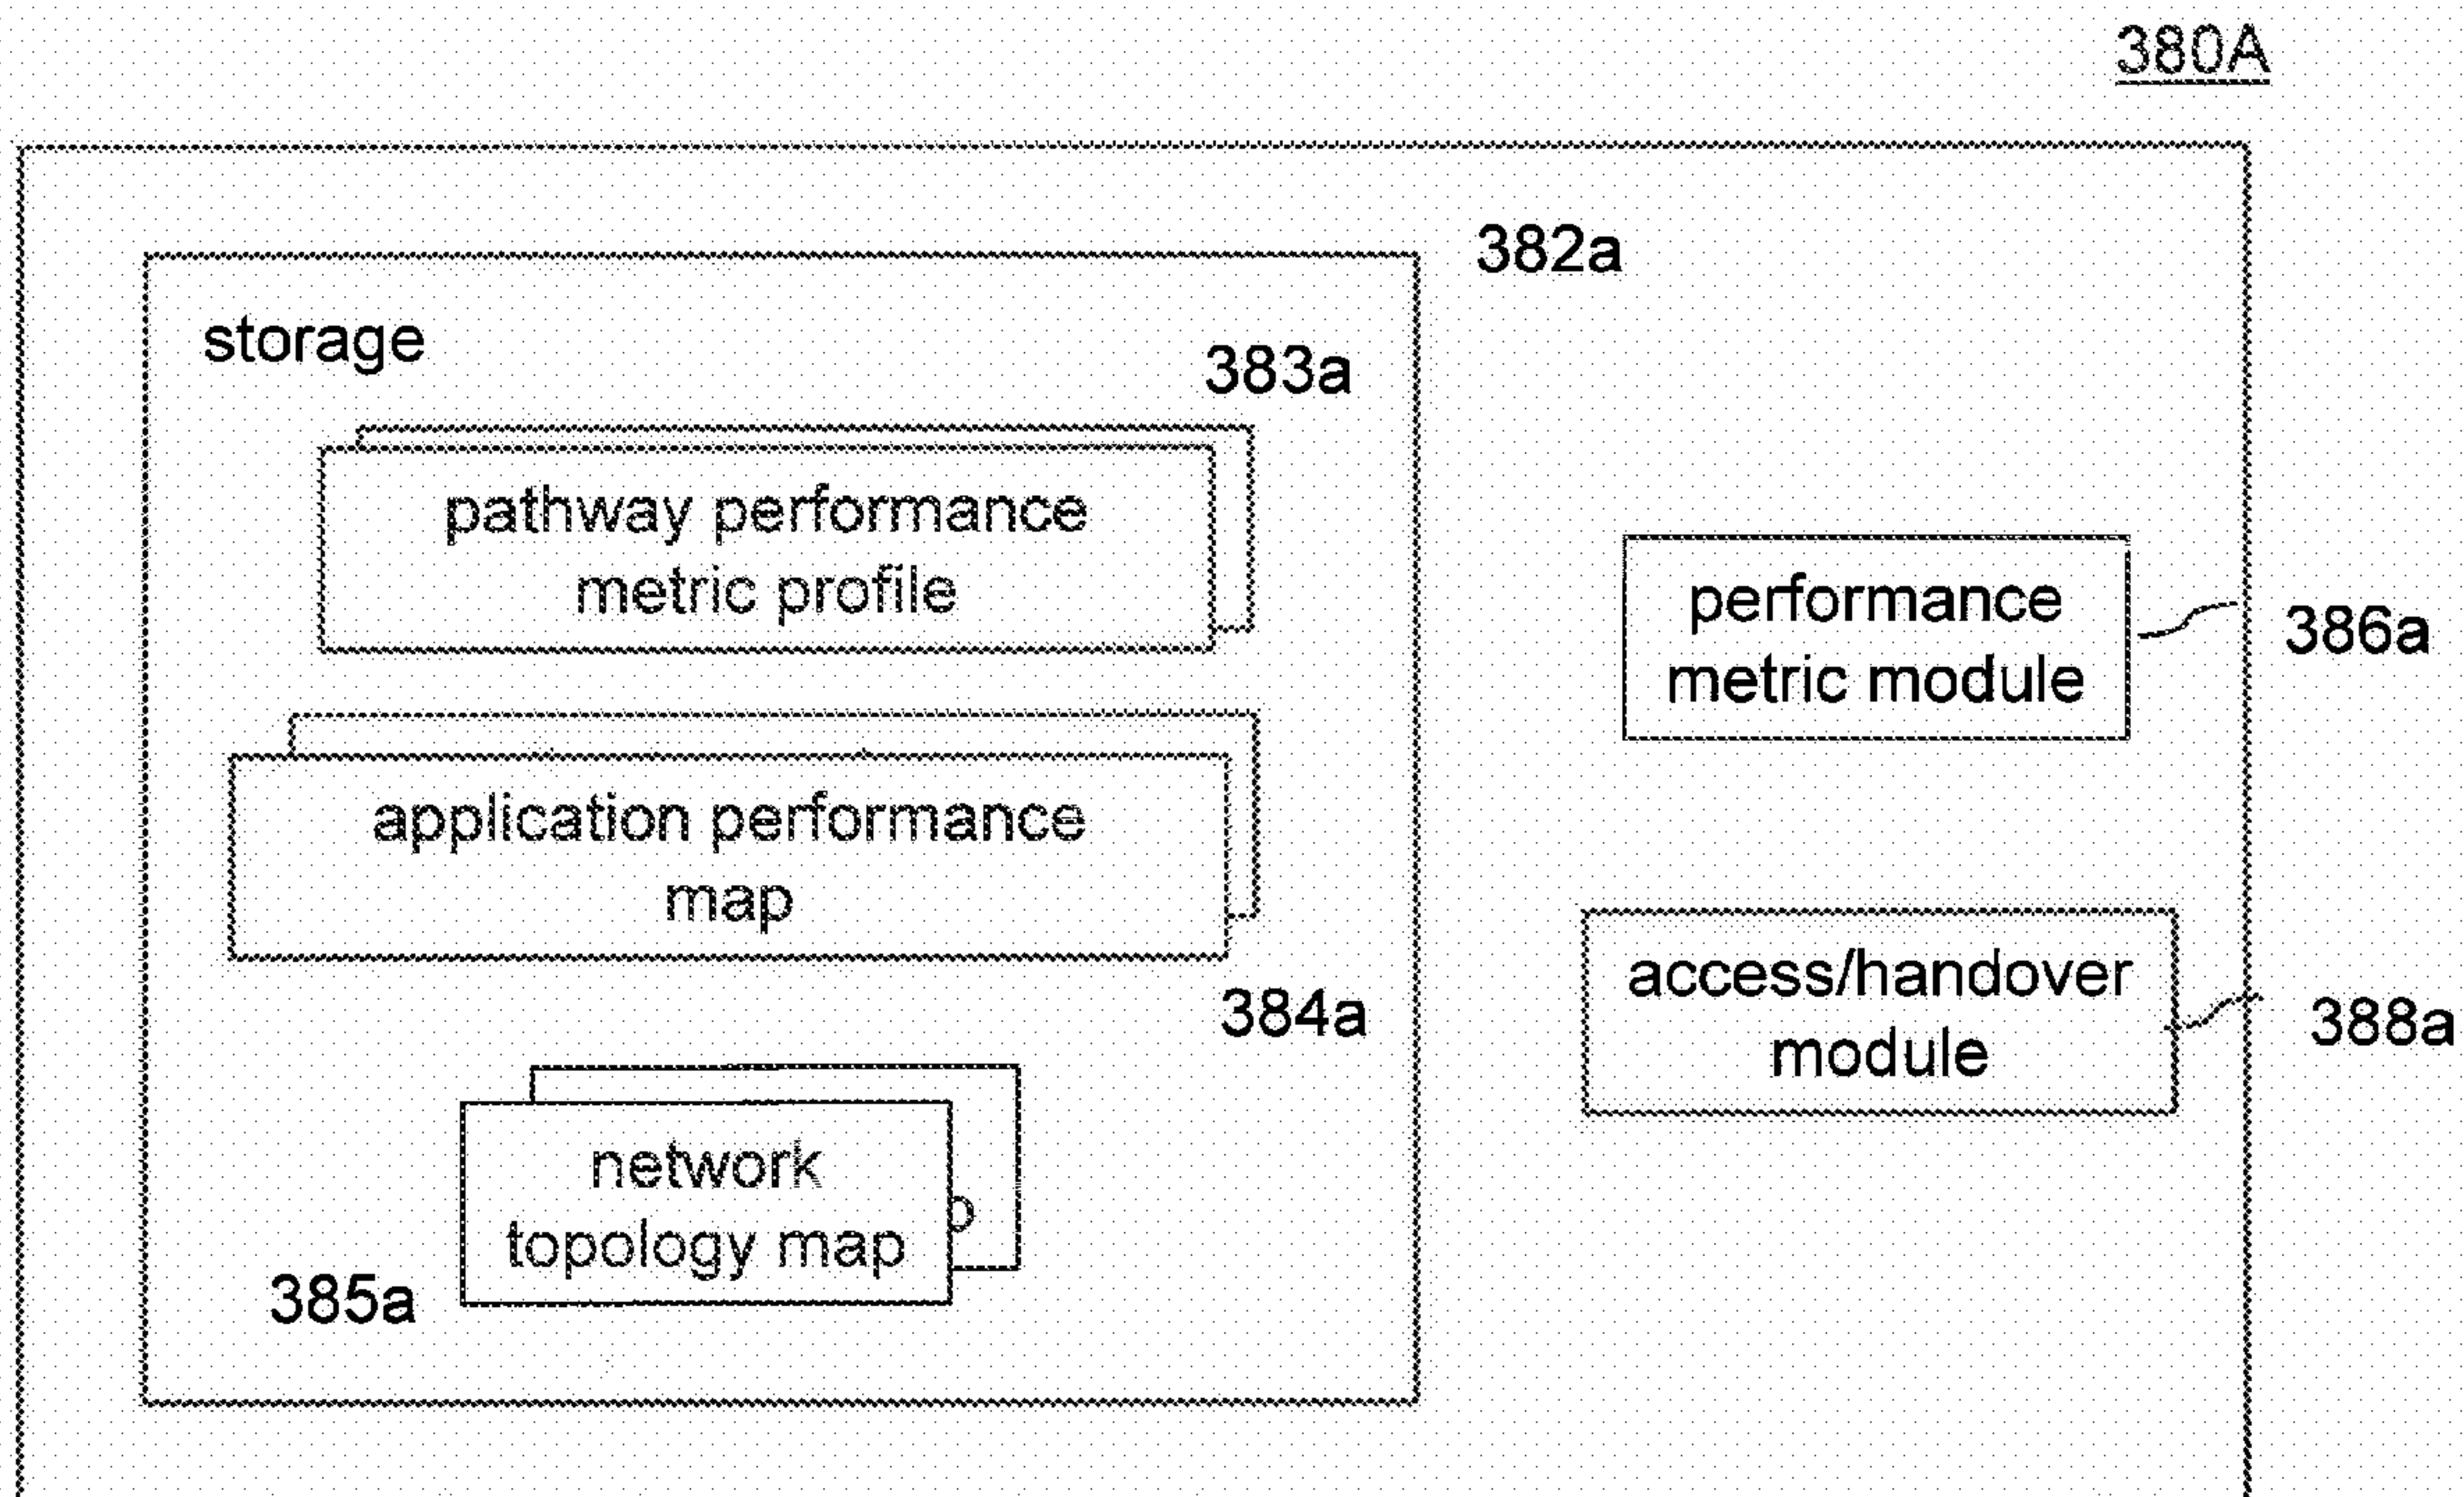 380A
382a
storage
383a
pathway performance
metric profile
performance
metric module
386a
application performance
map
384a
access/handover
module
388a
network
topology map
385a